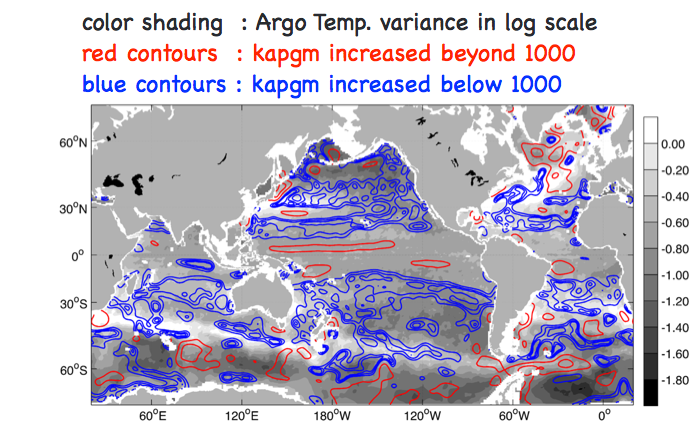 color shading : Argo Temp. variance in log scale
red contours : kapgm increased beyond 1000
blue contours : kapgm increased below 1000
60°N
30°N
0°
30°S
60°S
60°E
120°E
180°W
120°W
60°W
0°
0.00
-0.20
-0.40
-0.60
-0.80
-1.00
-1.20
-1.40
-1.60
-1.80